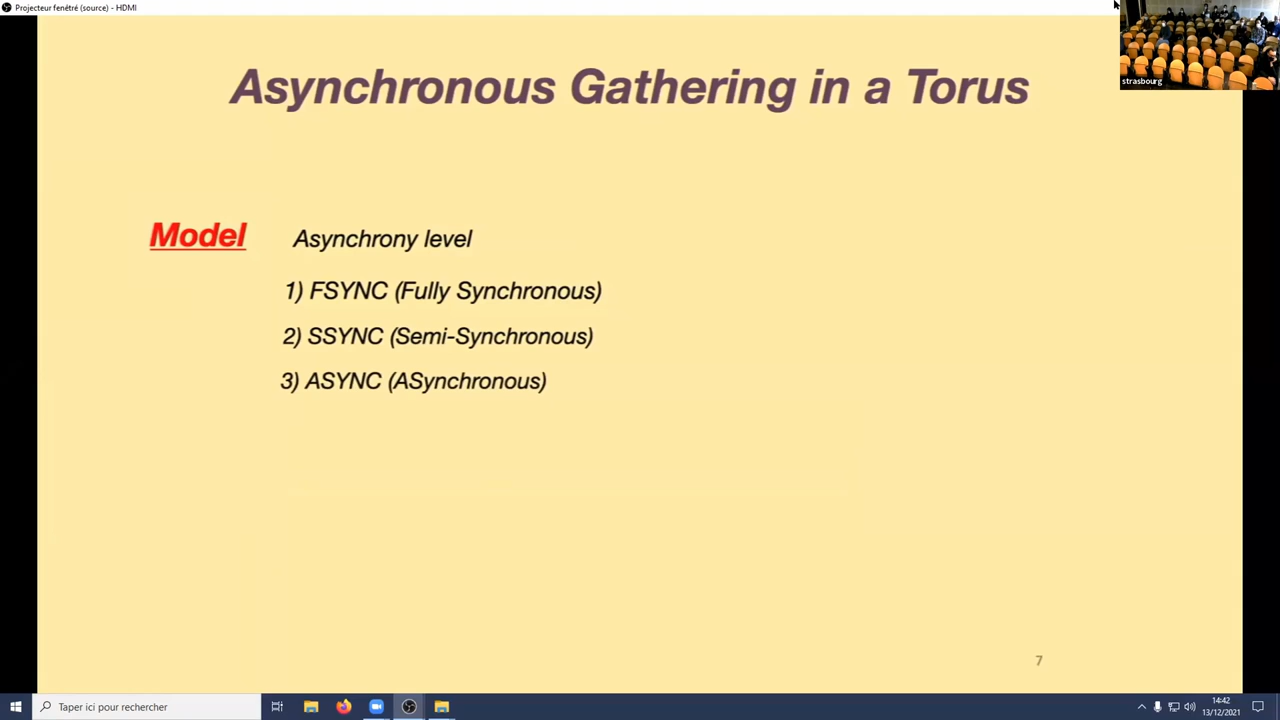 Projecteur fenêtré (source) - HDMI
strasbourg
Asynchronous Gathering in a Torus
Model
Asynchrony level
1) FSYNC (Fully Synchronous)
2) SSYNC (Semi-Synchronous)
3) ASYNC (ASynchronous)
7
Taper ici pour rechercher
14:42
13/12/2021